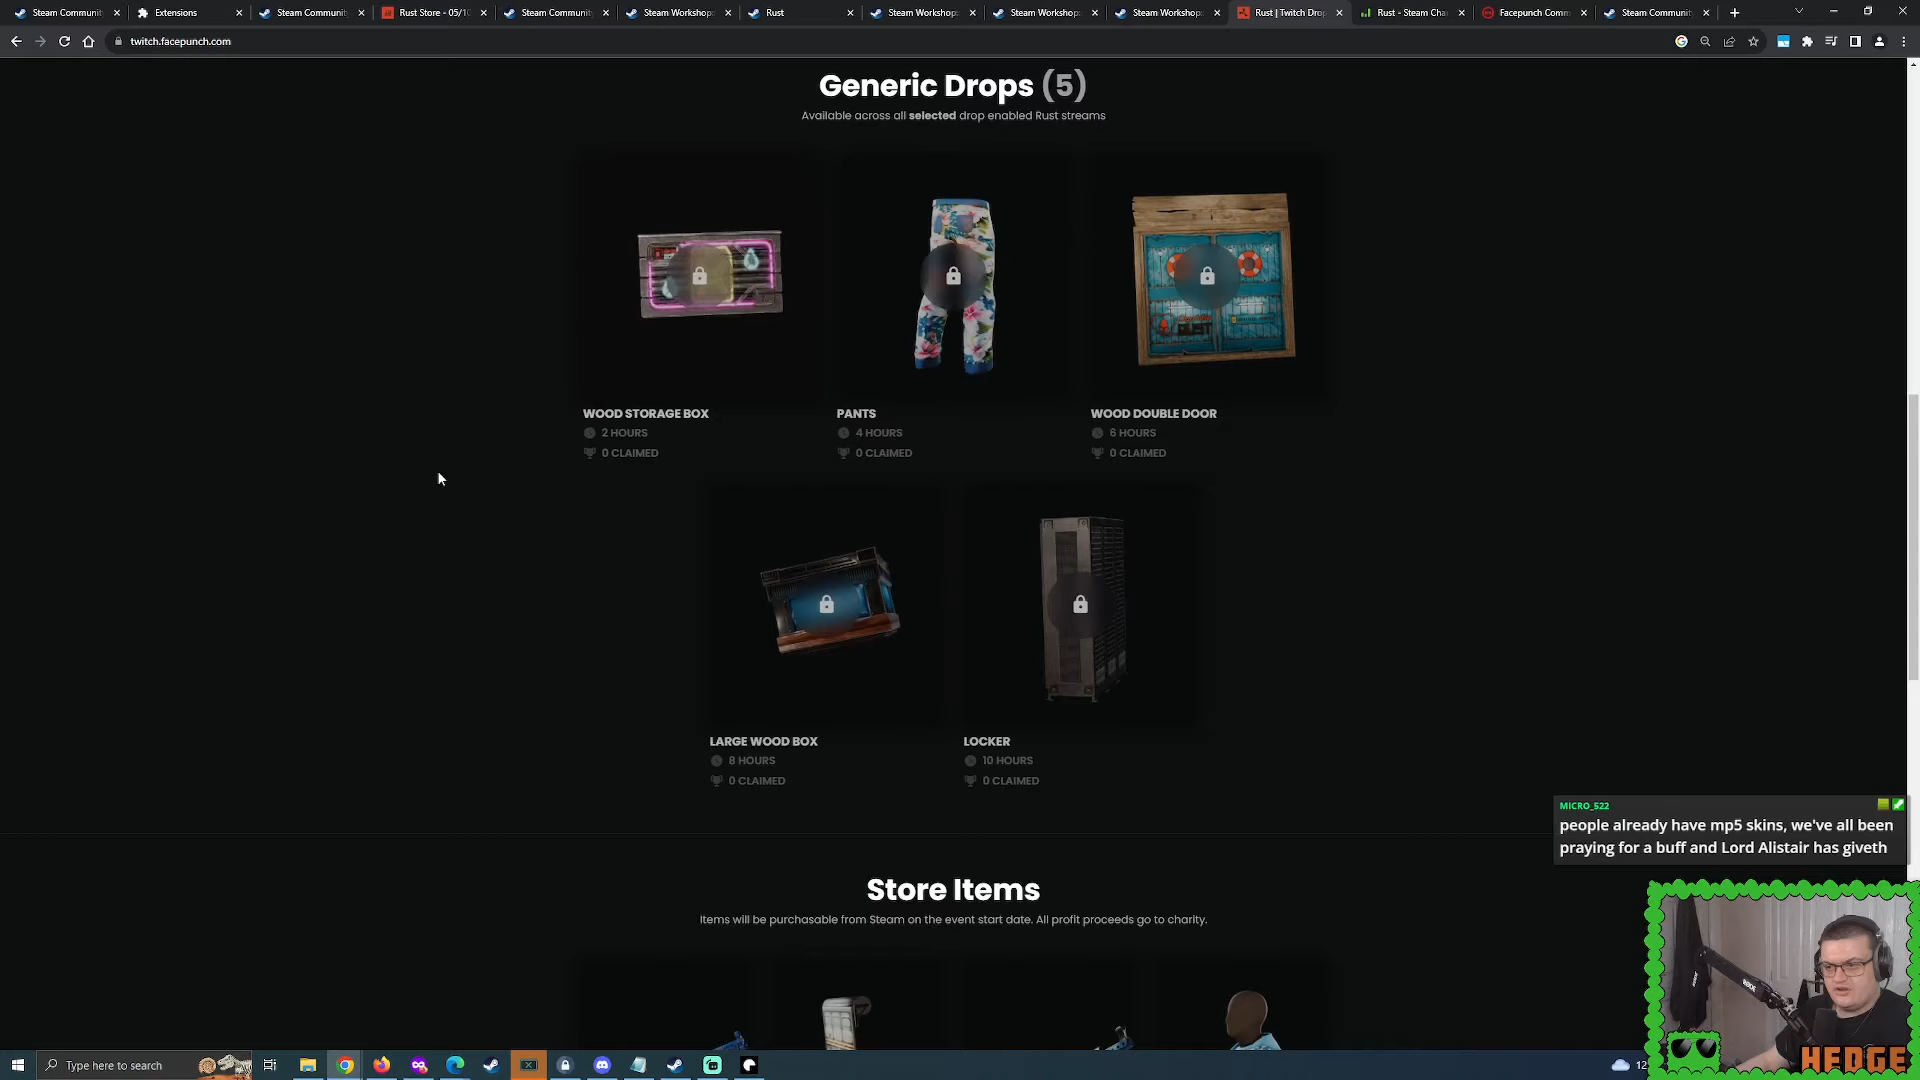 Steam Communit
Extensions
Steam Communit
Rust Store - 05/10
Steam Communit
Steam Workshop
Rust
Steam Workshop
Steam Workshop
Steam Workshop
Rust | Twitch Drop
Rust - Steam Cha
Facepunch Comm
Steam Communit
twitch.facepunch.com
Generic Drops (5)
Available across all selected drop enabled Rust streams
WOOD STORAGE BOX
2 HOURS
0 CLAIMED
PANTS
4 HOURS
0 CLAIMED
WOOD DOUBLE DOOR
6 HOURS
0 CLAIMED
LARGE WOOD BOX
8 HOURS
0 CLAIMED
LOCKER
10 HOURS
0 CLAIMED
MICRO_522
people already have mp5 skins, we've all been
praying for a buff and Lord Alistair has giveth
Store Items
Items will be purchasable from Steam on the event start date. All profit proceeds go to charity.
Type here to search
12
HEDGE